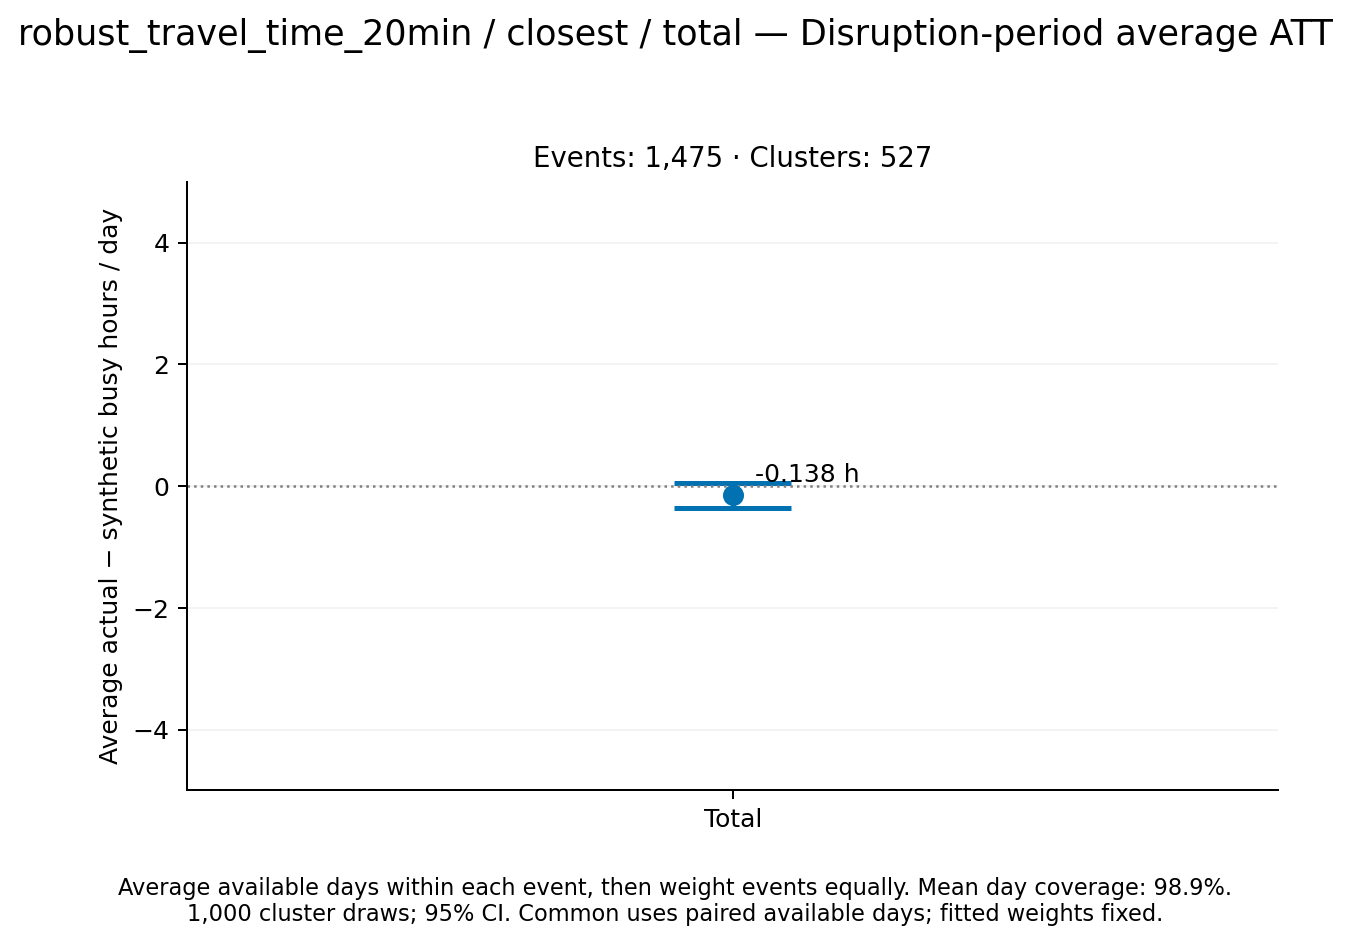 robust_travel_time_20min / closest / total — Disruption-period average ATT
Events: 1,475 · Clusters: 527
Average actual − synthetic busy hours / day
4
2
0
−2
−4
-0.138 h
Total
Average available days within each event, then weight events equally. Mean day coverage: 98.9%.
1,000 cluster draws; 95% CI. Common uses paired available days; fitted weights fixed.